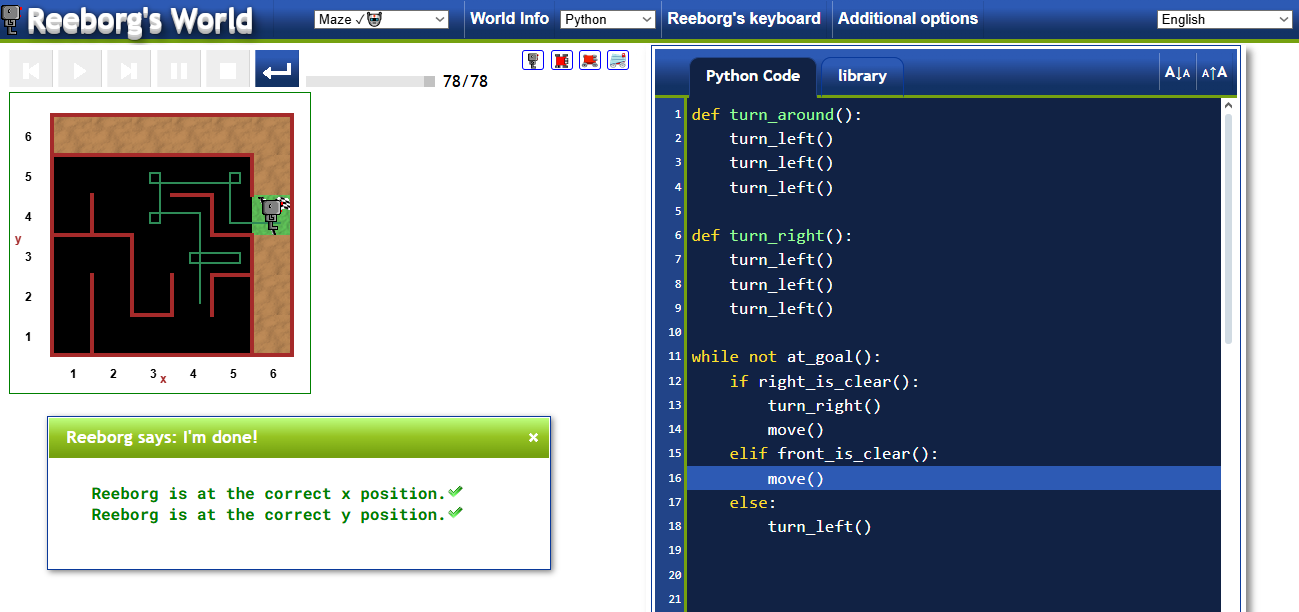 Reeborg's World
Maze ✓
World Info
Python
Reeborg's keyboard
Additional options
English
78/78
Python Code
library
A↓A
A↑A
6
5
4
y
3
2
1
1
2
3
x
4
5
6
Reeborg says: I'm done!
×
Reeborg is at the correct x position.
Reeborg is at the correct y position.
1 def turn_around():
2     turn_left()
3     turn_left()
4     turn_left()
5
6 def turn_right():
7     turn_left()
8     turn_left()
9     turn_left()
10
11 while not at_goal():
12     if right_is_clear():
13         turn_right()
14         move()
15     elif front_is_clear():
16         move()
17     else:
18         turn_left()
19
20
21